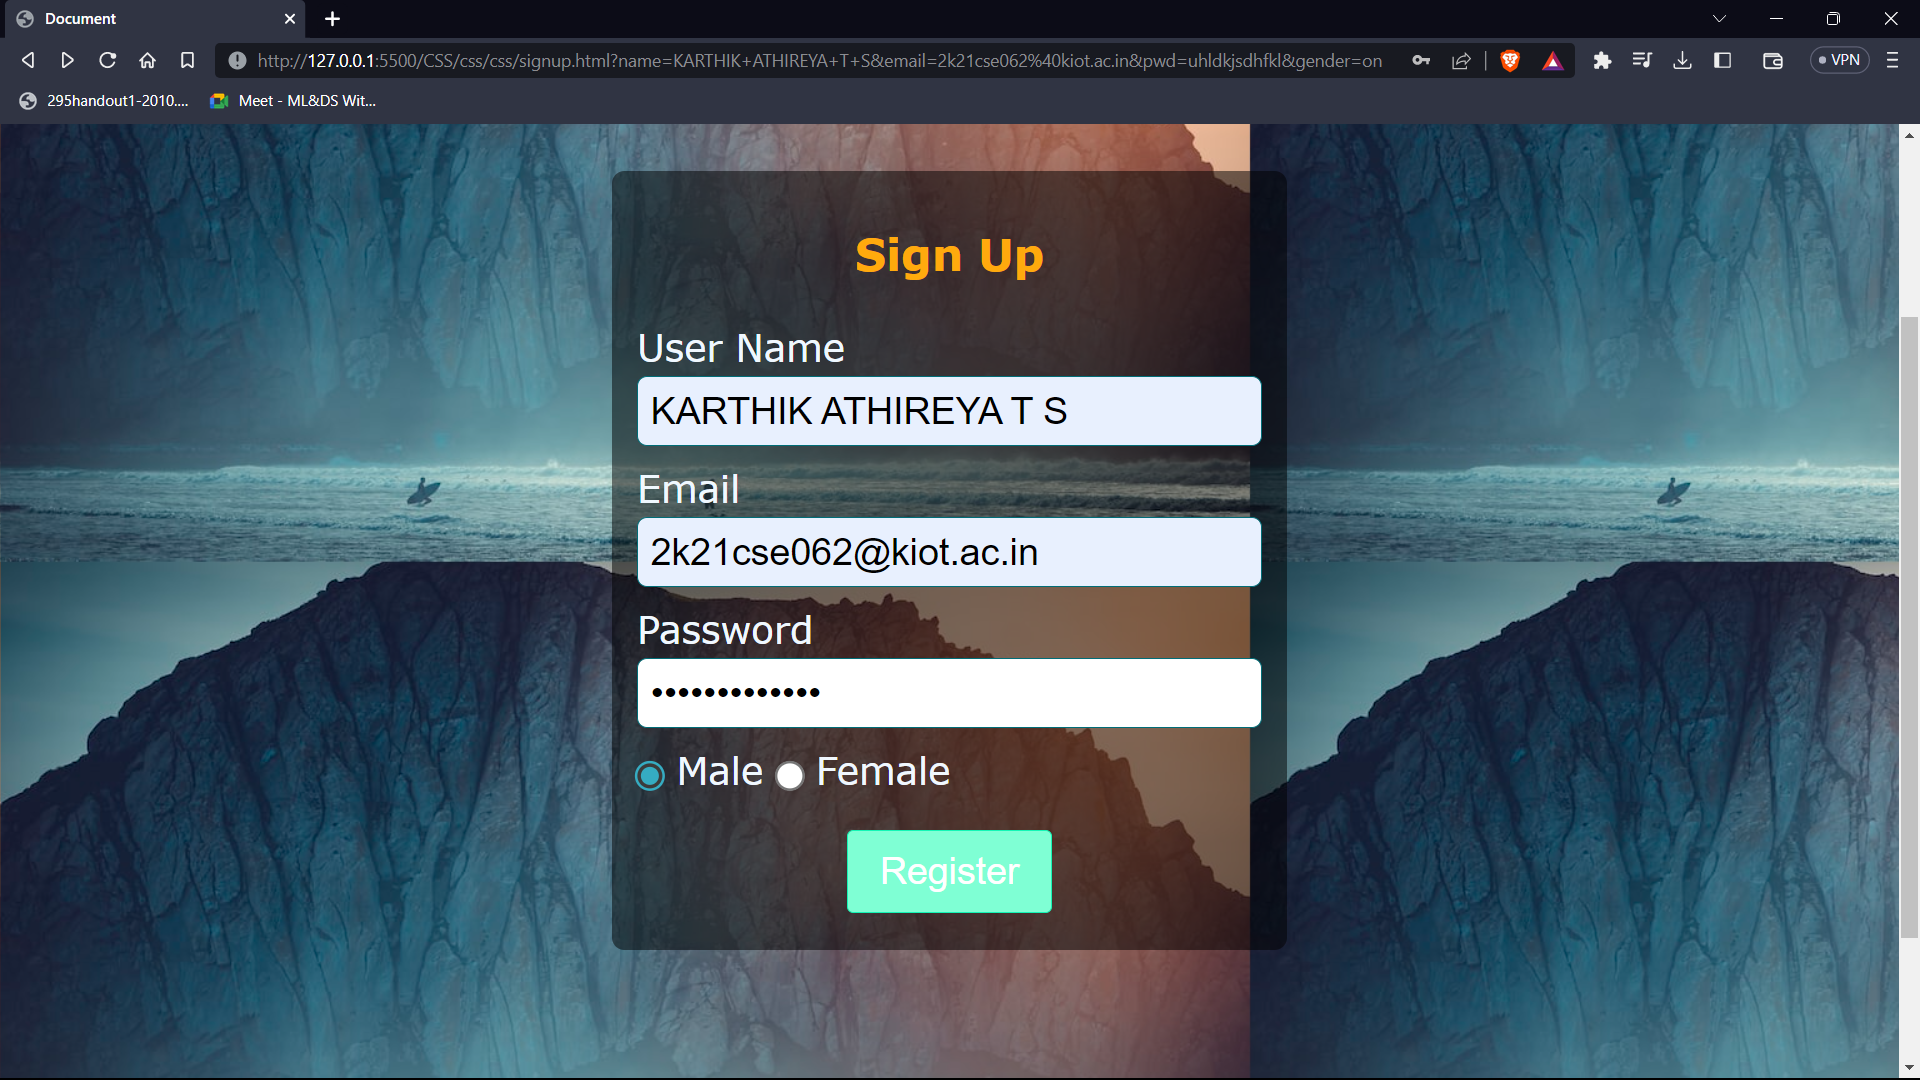 Document
http://127.0.0.1:5500/CSS/css/css/signup.html?name=KARTHIK+ATHIREYA+T+S&email=2k21cse062%40kiot.ac.in&pwd=uhldkjsdhfkl&gender=on
VPN
295handout1-2010.... Meet - ML&DS Wit...
Sign Up
User Name
KARTHIK ATHIREYA T S
Email
2k21cse062@kiot.ac.in
Password
•••••••••••••
Male Female
Register